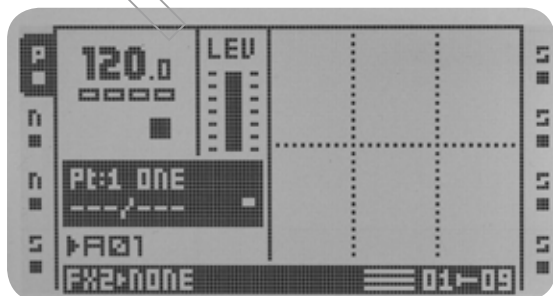 120.0
LEV
Pt:1 ONE
---/---
A01
FX2▸NONE
01 09
P
n
n
S
S
S
S
S